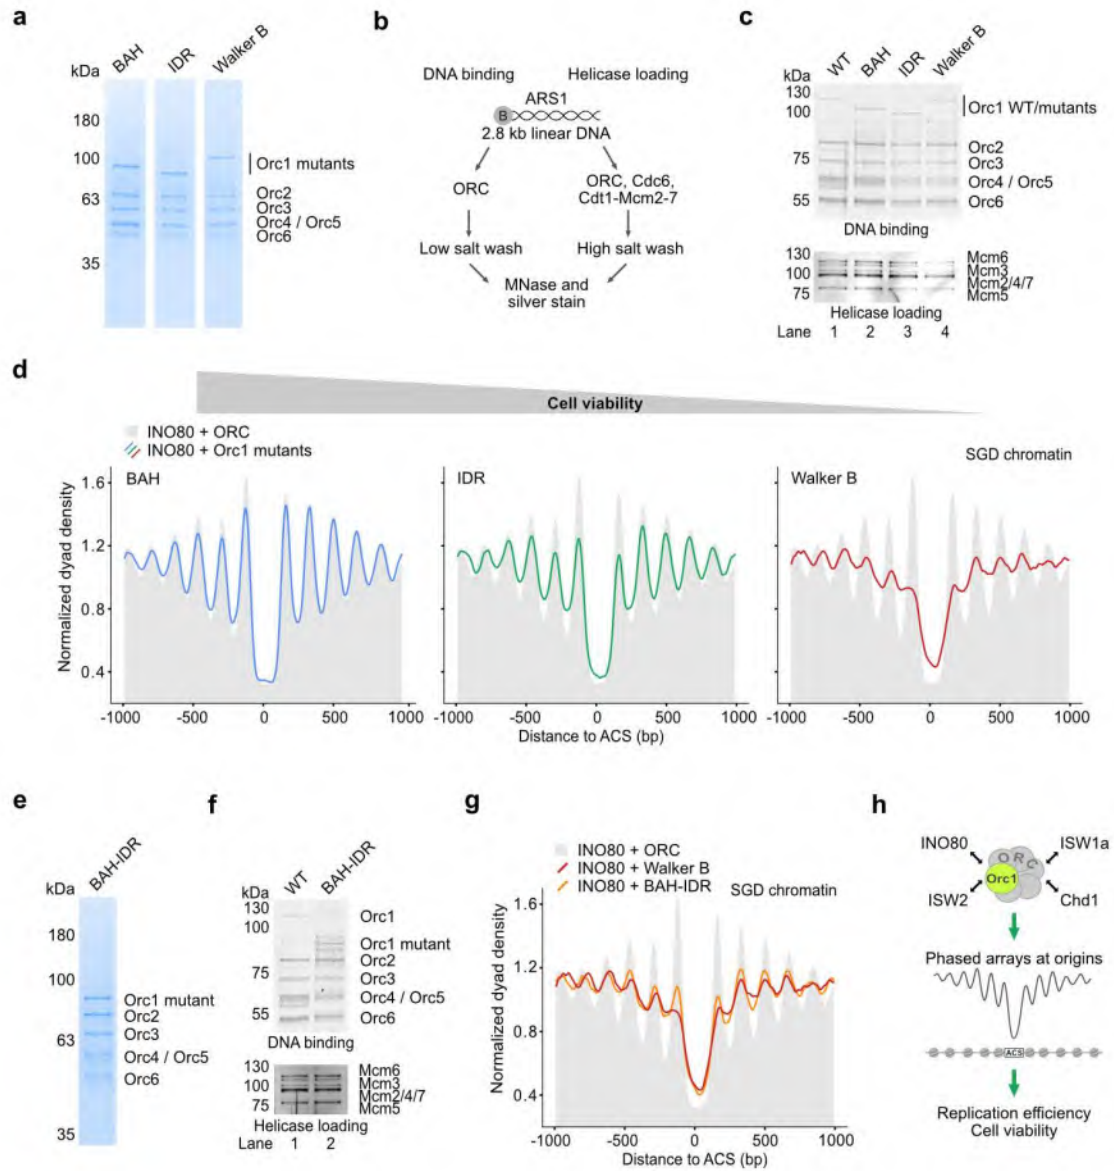 a
BAH
IDR
Walker B
kDa
180
100
63
35
Orc1 mutants
Orc2
Orc3
Orc4 / Orc5
Orc6
b
DNA binding
Helicase loading
ARS1
B
2.8 kb linear DNA
ORC
ORC, Cdc6,
Cdt1-Mcm2-7
Low salt wash
High salt wash
MNase and
silver stain
c
WT
BAH
IDR
Walker B
kDa
130
100
75
55
Orc1 WT/mutants
Orc2
Orc3
Orc4 / Orc5
Orc6
DNA binding
130
100
75
Mcm6
Mcm3
Mcm2/4/7
Mcm5
Helicase loading
Lane 1 2 3 4
d
Cell viability
INO80 + ORC
INO80 + Orc1 mutants
SGD chromatin
BAH
IDR
Walker B
Normalized dyad density
1.6
1.2
0.8
0.4
-1000 -500 0 500 1000
-1000 -500 0 500 1000
-1000 -500 0 500 1000
Distance to ACS (bp)
e
BAH-IDR
kDa
180
100
63
35
Orc1 mutant
Orc2
Orc3
Orc4 / Orc5
Orc6
f
WT
BAH-IDR
kDa
130
100
75
55
Orc1
Orc1 mutant
Orc2
Orc3
Orc4 / Orc5
Orc6
DNA binding
130
100
75
Mcm6
Mcm3
Mcm2/4/7
Mcm5
Helicase loading
Lane 1 2
g
INO80 + ORC
INO80 + Walker B
INO80 + BAH-IDR
SGD chromatin
Normalized dyad density
1.6
1.2
0.8
0.4
-1000 -500 0 500 1000
Distance to ACS (bp)
h
INO80
ISW1a
ORC
Orc1
ISW2
Chd1
Phased arrays at origins
ACS
Replication efficiency
Cell viability